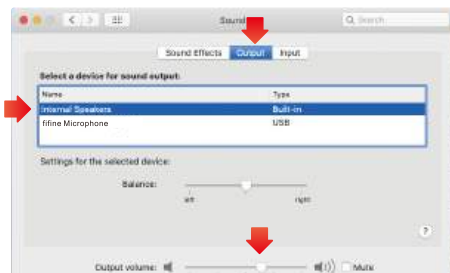 Sound
Search
Sound Effects Output Input
Select a device for sound output:
Name Type
Internal Speakers Built-in
fifine Microphone USB
Settings for the selected device:
Balance:
left right
?
Output volume: Mute